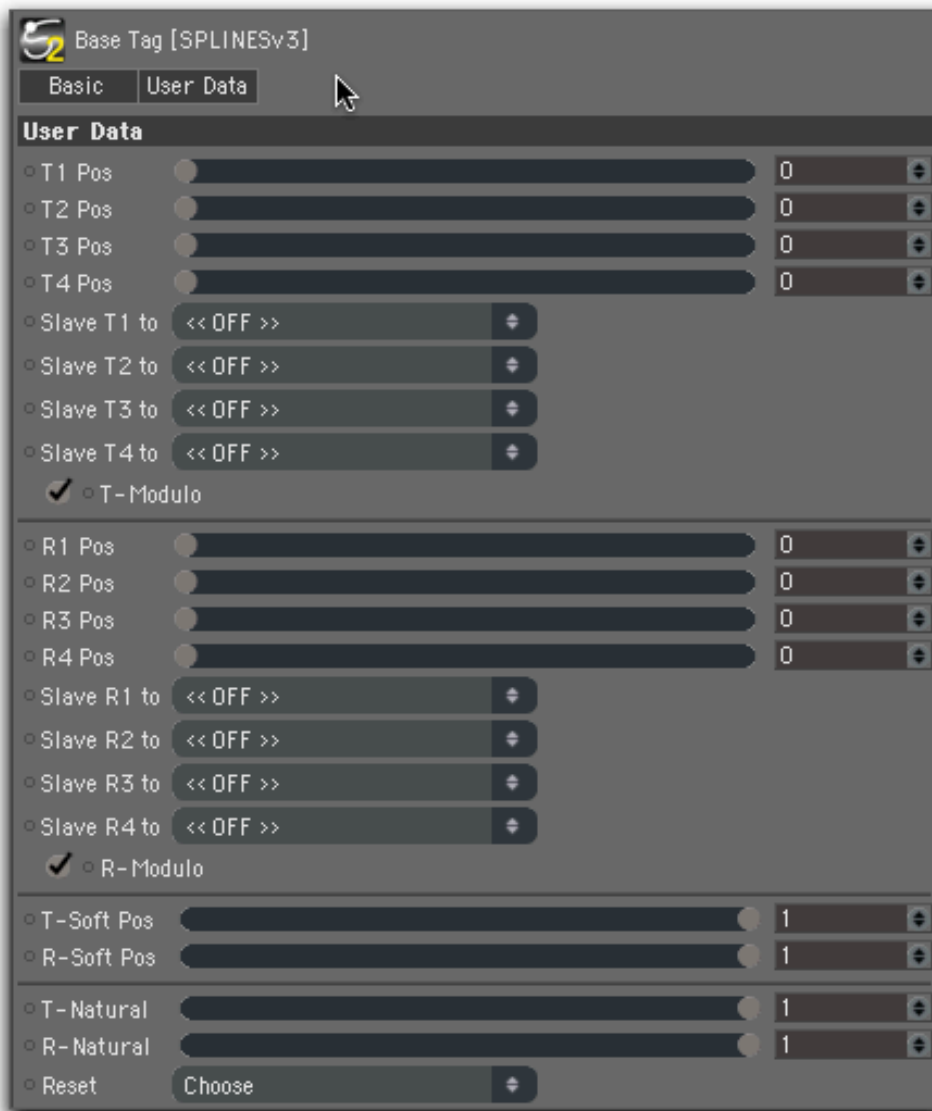 S2 Base Tag [SPLINESv3]
Basic User Data
User Data
T1 Pos 0
T2 Pos 0
T3 Pos 0
T4 Pos 0
Slave T1 to << OFF >>
Slave T2 to << OFF >>
Slave T3 to << OFF >>
Slave T4 to << OFF >>
T-Modulo
R1 Pos 0
R2 Pos 0
R3 Pos 0
R4 Pos 0
Slave R1 to << OFF >>
Slave R2 to << OFF >>
Slave R3 to << OFF >>
Slave R4 to << OFF >>
R-Modulo
T-Soft Pos 1
R-Soft Pos 1
T-Natural 1
R-Natural 1
Reset Choose